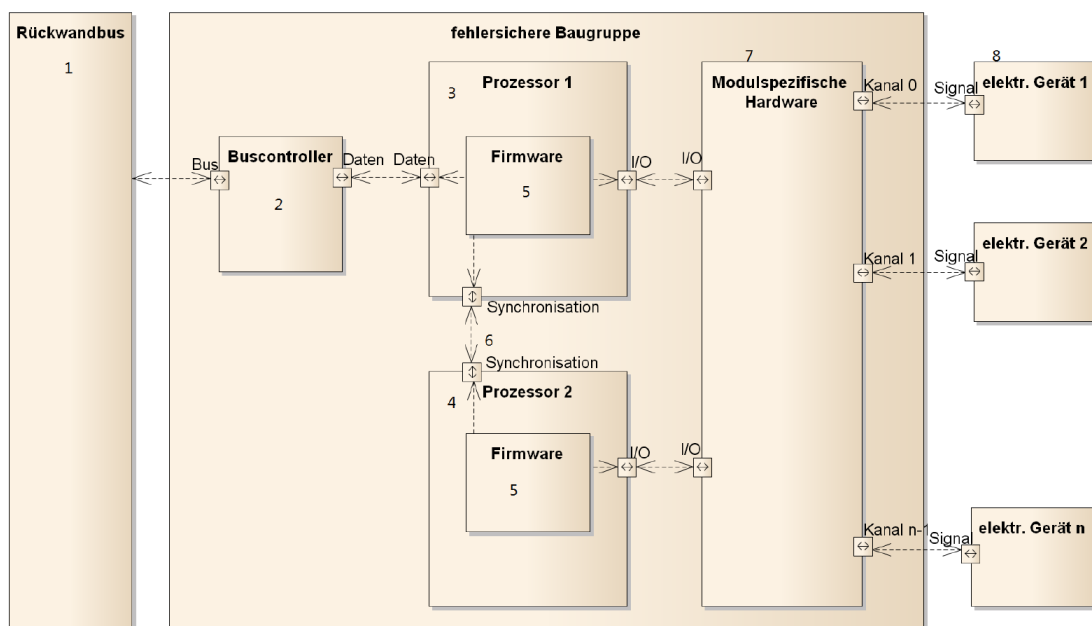 Rückwandbus
1
fehlersichere Baugruppe
Bus
Buscontroller
2
Daten
Daten
3
Prozessor 1
Firmware
5
I/O
I/O
Synchronisation
6
Synchronisation
4
Prozessor 2
Firmware
5
I/O
I/O
7
Modulspezifische
Hardware
Kanal 0
Signal
8
elektr. Gerät 1
Kanal 1
Signal
elektr. Gerät 2
Kanal n-1
Signal
elektr. Gerät n